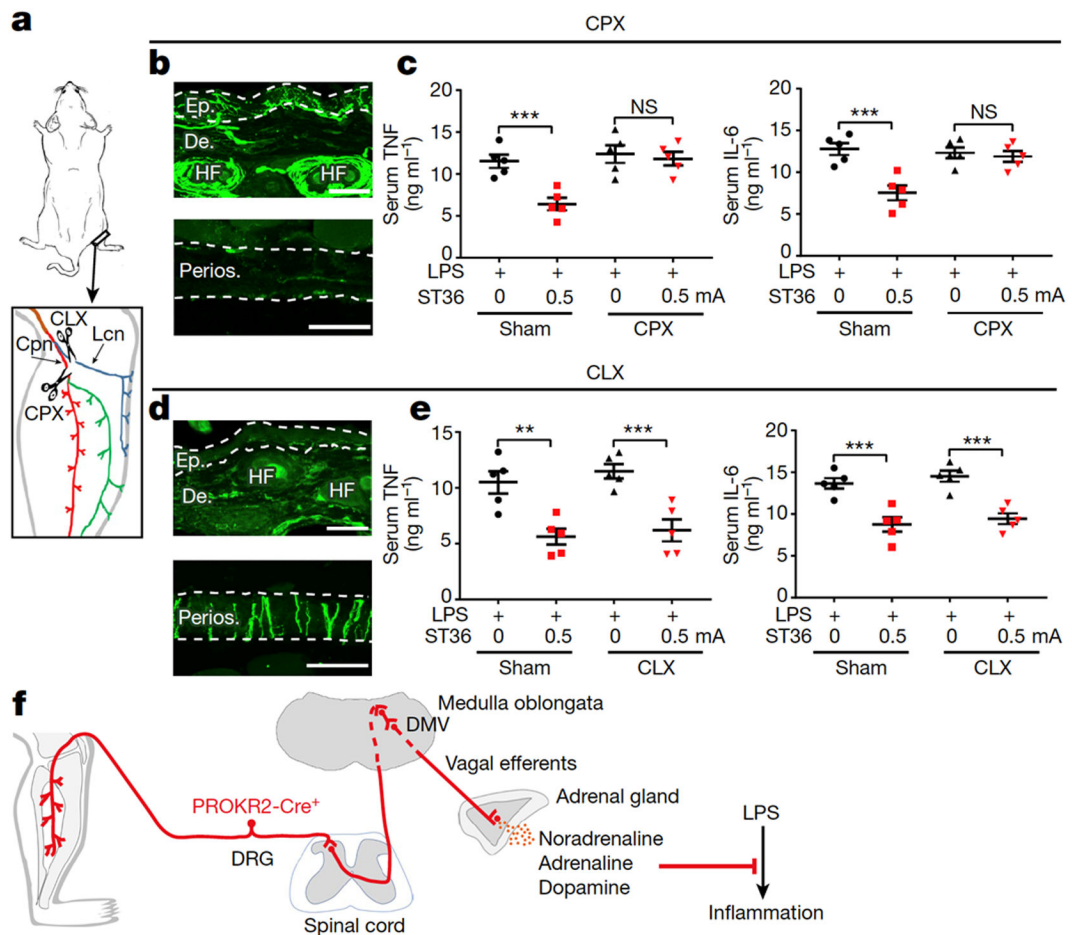 a
CPX
b
Ep.
De.
HF
HF
Perios.
c
20
15
10
5
0
Serum TNF
(ng ml⁻¹)
***
NS
LPS + + + +
ST36 0 0.5 0 0.5 mA
Sham CPX
20
15
10
5
0
Serum IL-6
(ng ml⁻¹)
***
NS
+ + + +
0 0.5 0 0.5 mA
Sham CPX
CLX
Cpn
Lcn
CPX
CLX
d
Ep.
De.
HF
HF
Perios.
e
15
10
5
0
Serum TNF
(ng ml⁻¹)
**
***
LPS + + + +
ST36 0 0.5 0 0.5 mA
Sham CLX
20
15
10
5
0
Serum IL-6
(ng ml⁻¹)
***
***
LPS + + + +
ST36 0 0.5 0 0.5 mA
Sham CLX
f
Medulla oblongata
DMV
Vagal efferents
Adrenal gland
PROKR2-Cre⁺
DRG
Spinal cord
Noradrenaline
Adrenaline
Dopamine
LPS
Inflammation